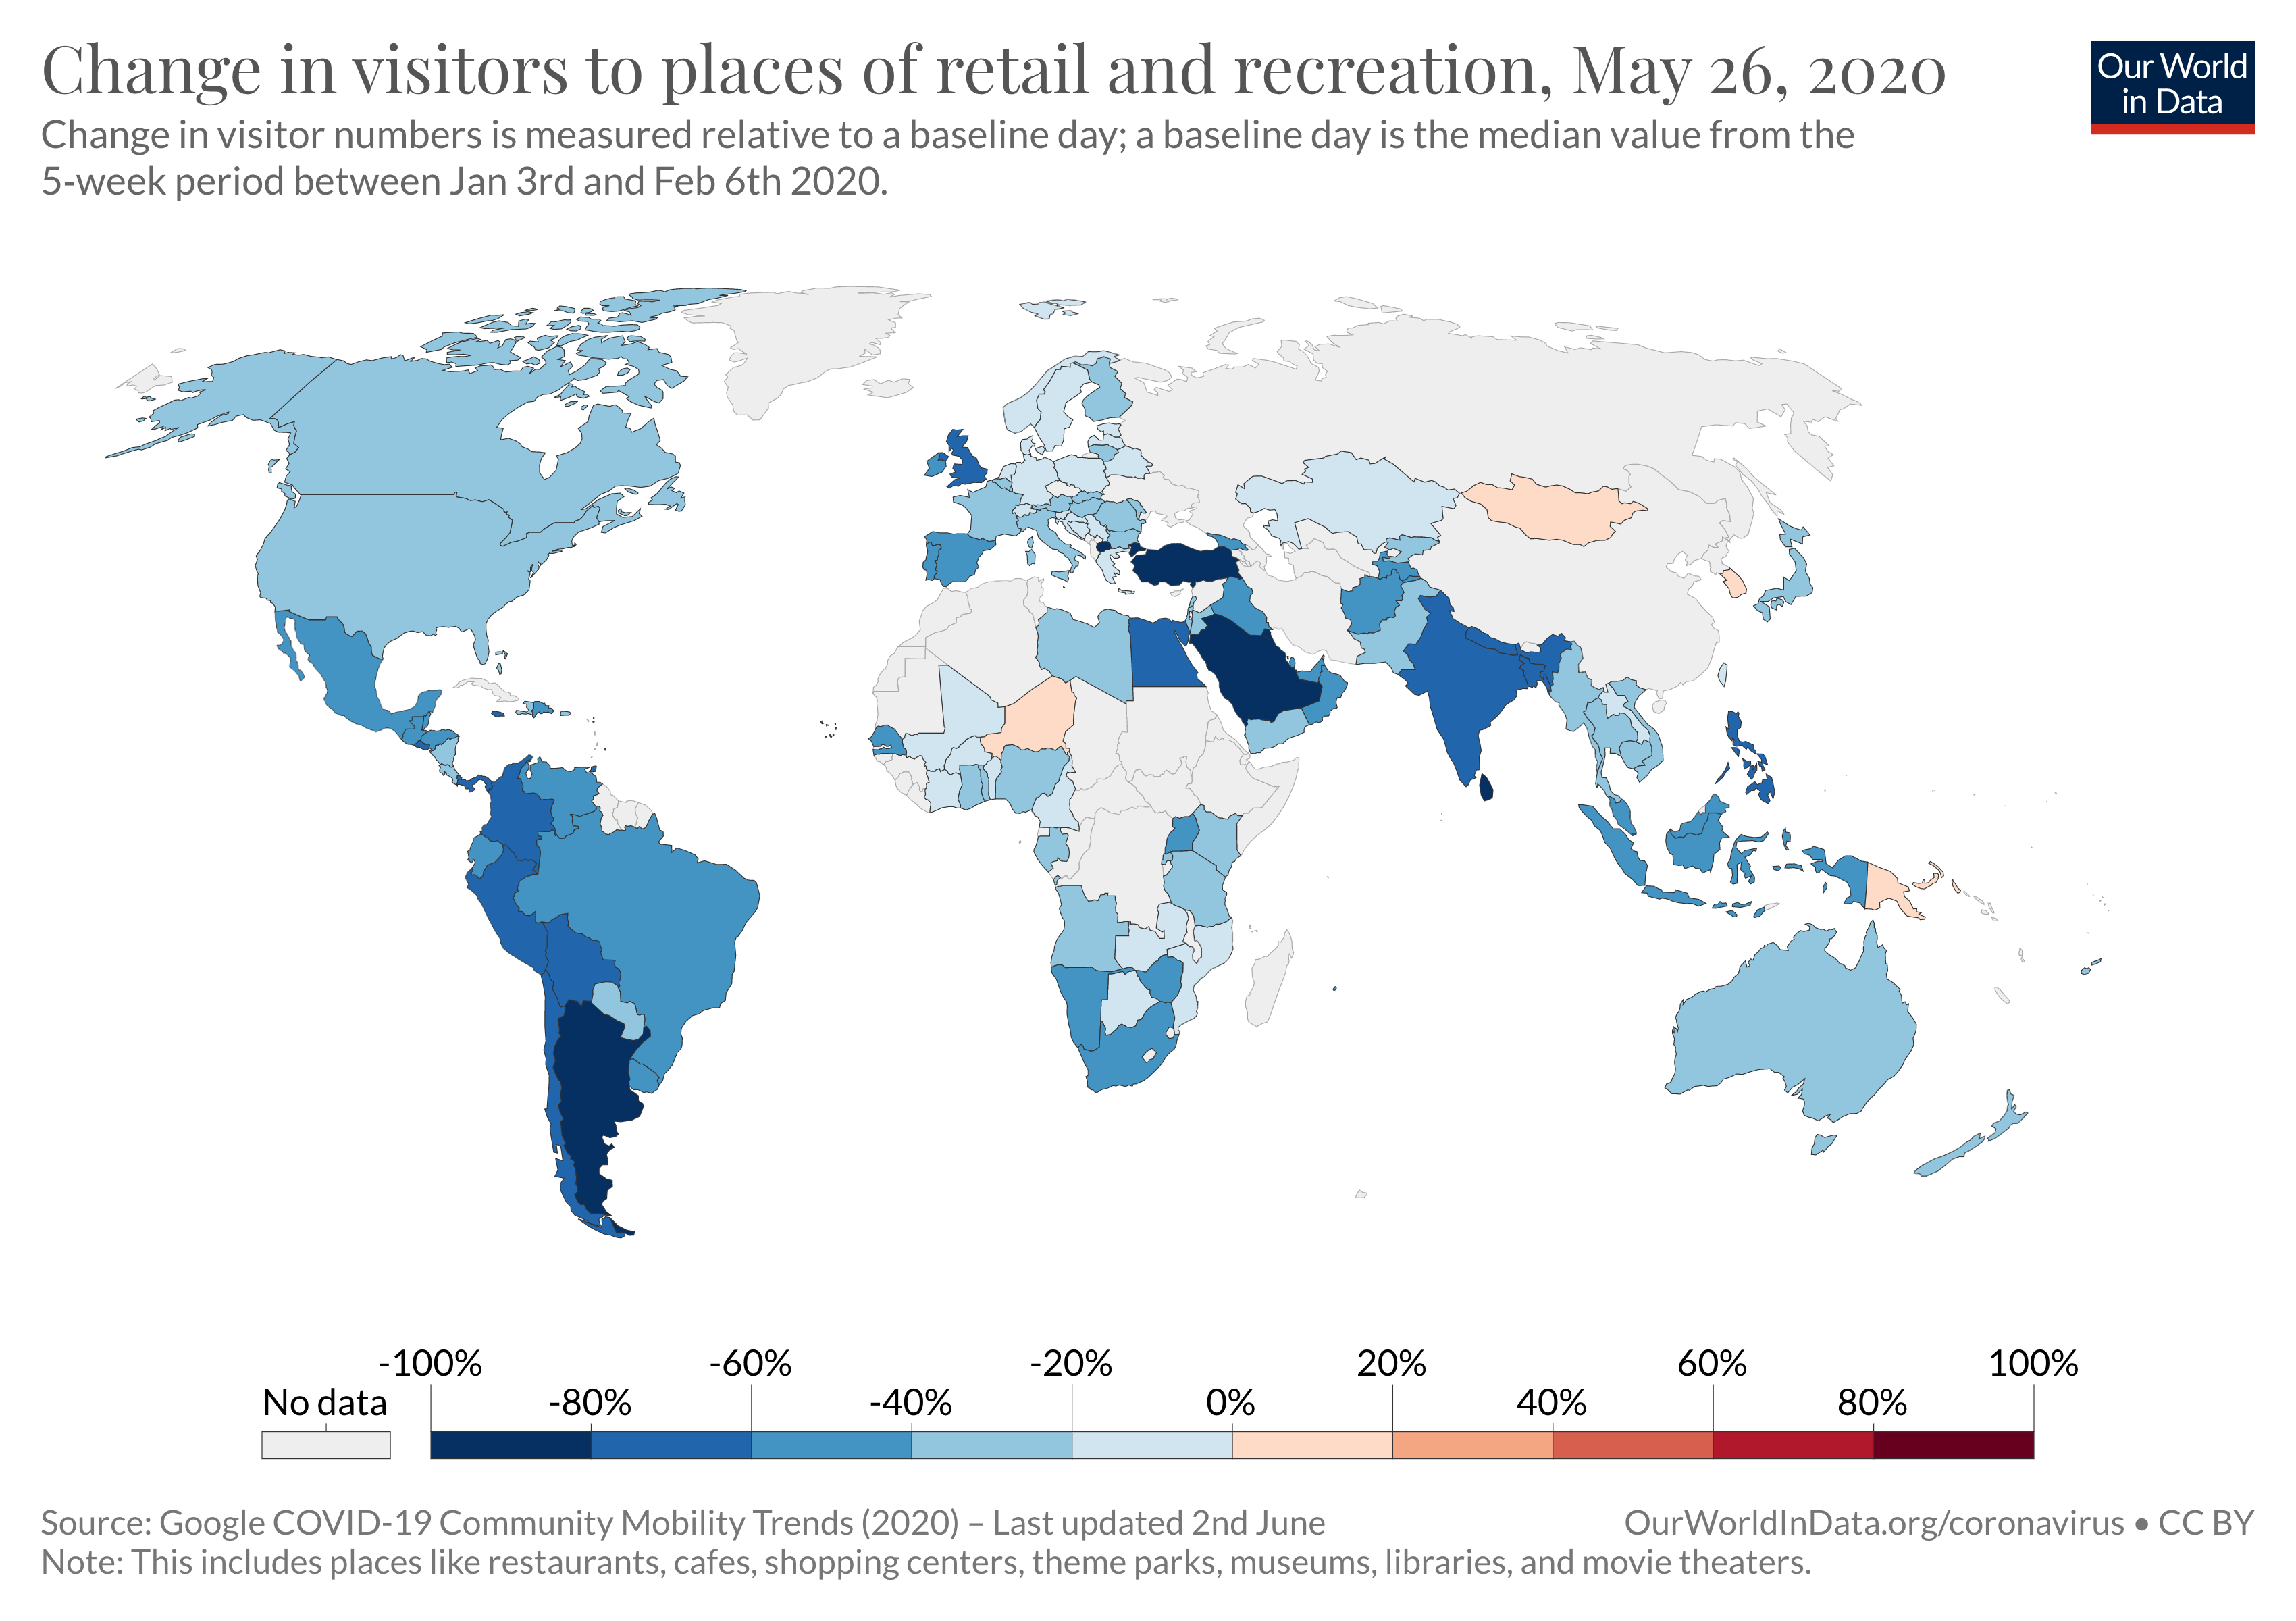 Change in visitors to places of retail and recreation, May 26, 2020
Our World
in Data
Change in visitor numbers is measured relative to a baseline day; a baseline day is the median value from the
5-week period between Jan 3rd and Feb 6th 2020.
-100% -60% -20% 20% 60% 100%
No data -80% -40% 0% 40% 80%
Source: Google COVID-19 Community Mobility Trends (2020) – Last updated 2nd June
OurWorldInData.org/coronavirus • CC BY
Note: This includes places like restaurants, cafes, shopping centers, theme parks, museums, libraries, and movie theaters.